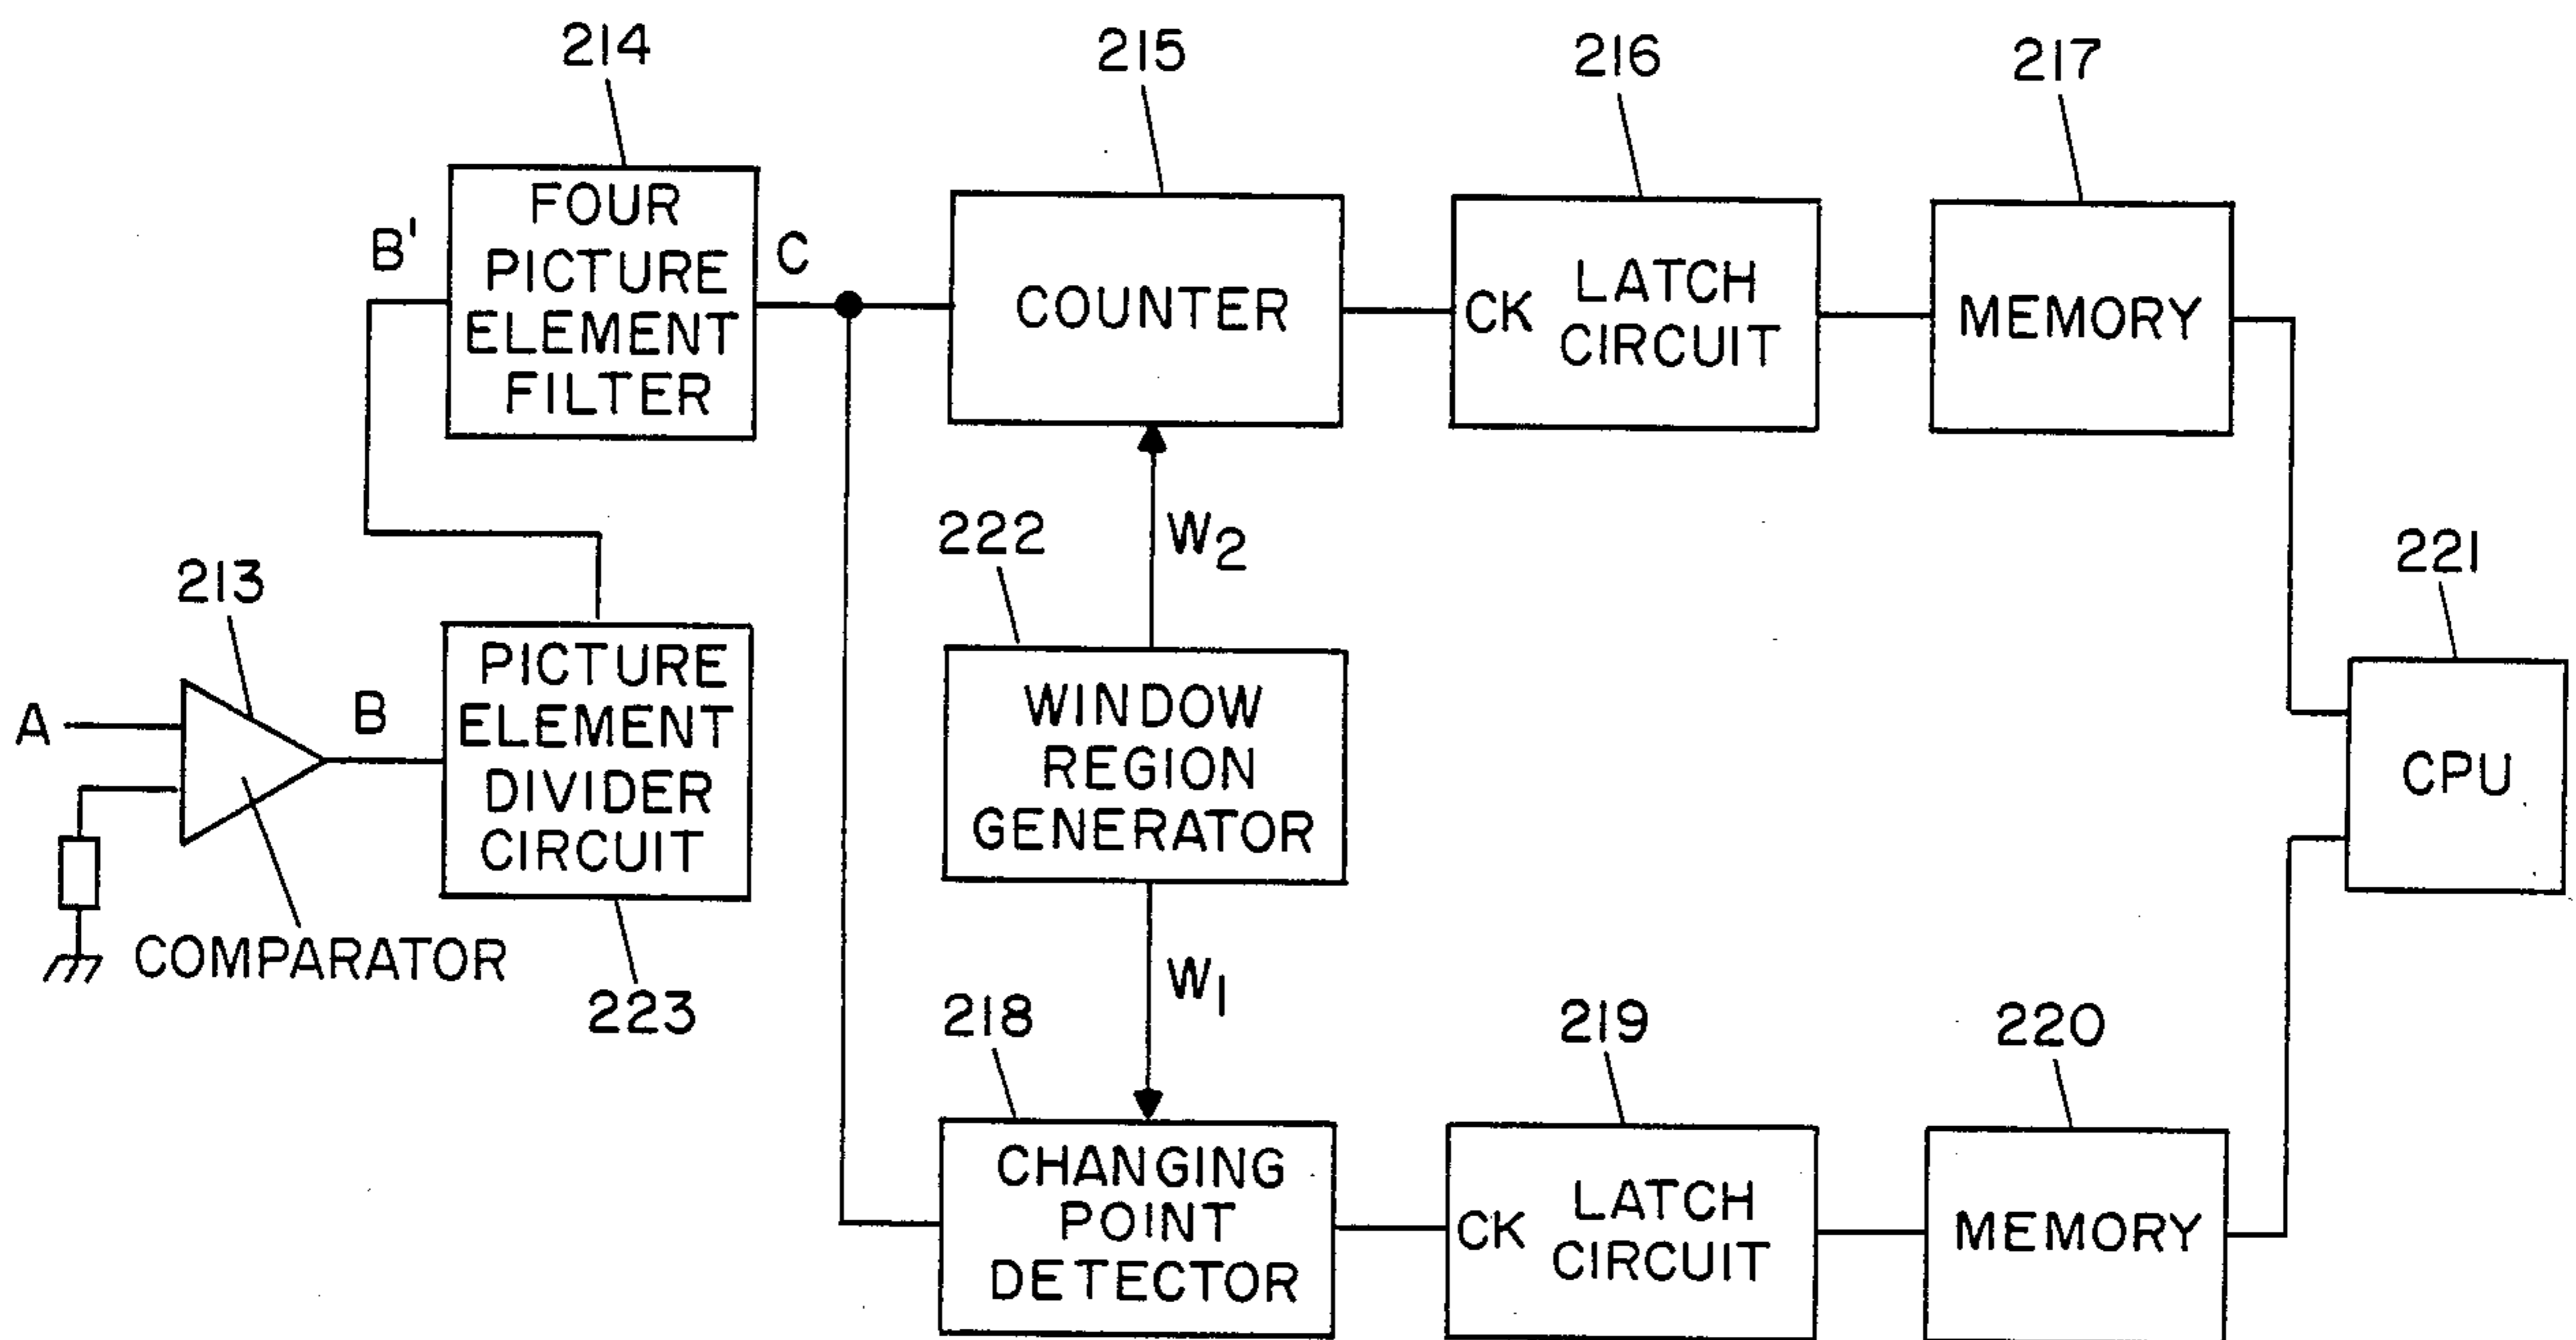 214
215
216
217
FOUR
PICTURE
ELEMENT
FILTER
B'
C
COUNTER
CK
LATCH
CIRCUIT
MEMORY
213
222
W2
221
A
B
PICTURE
ELEMENT
DIVIDER
CIRCUIT
WINDOW
REGION
GENERATOR
CPU
COMPARATOR
223
W1
218
219
220
CHANGING
POINT
DETECTOR
CK
LATCH
CIRCUIT
MEMORY